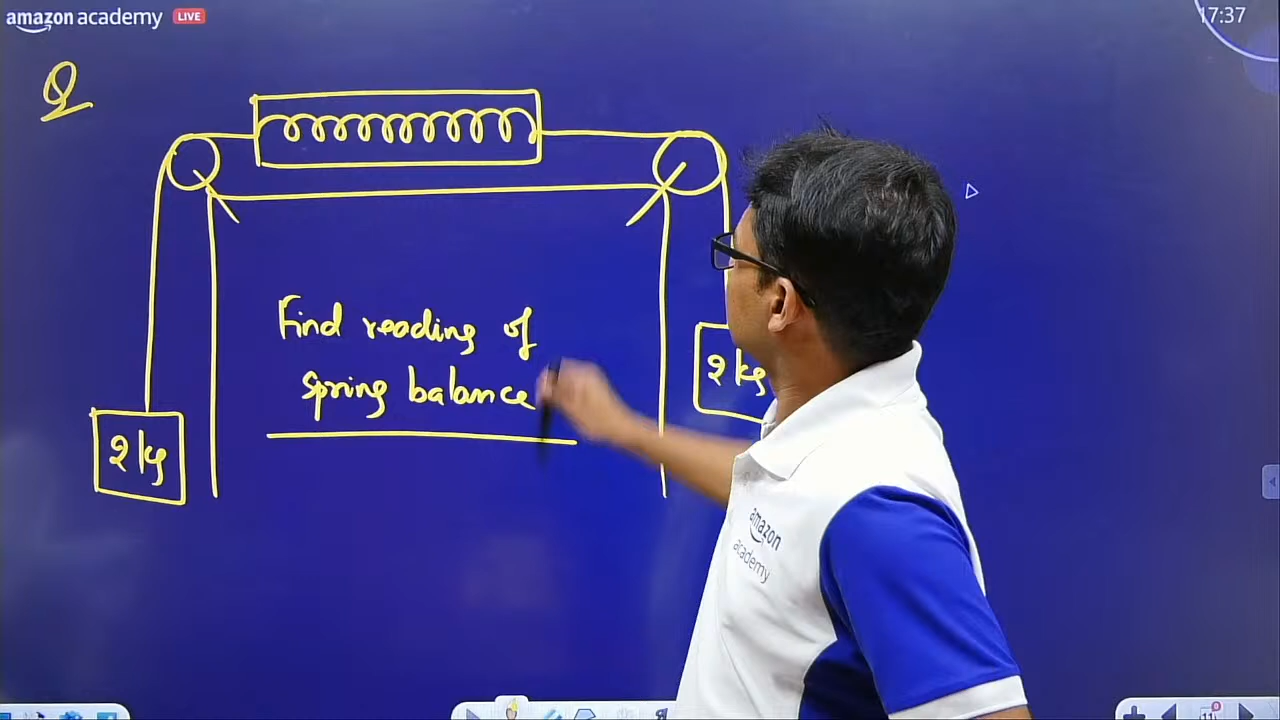 amazon academy LIVE
17:37
Q
Find reading of
spring balance
2 kg
2 kg
amazon
academy